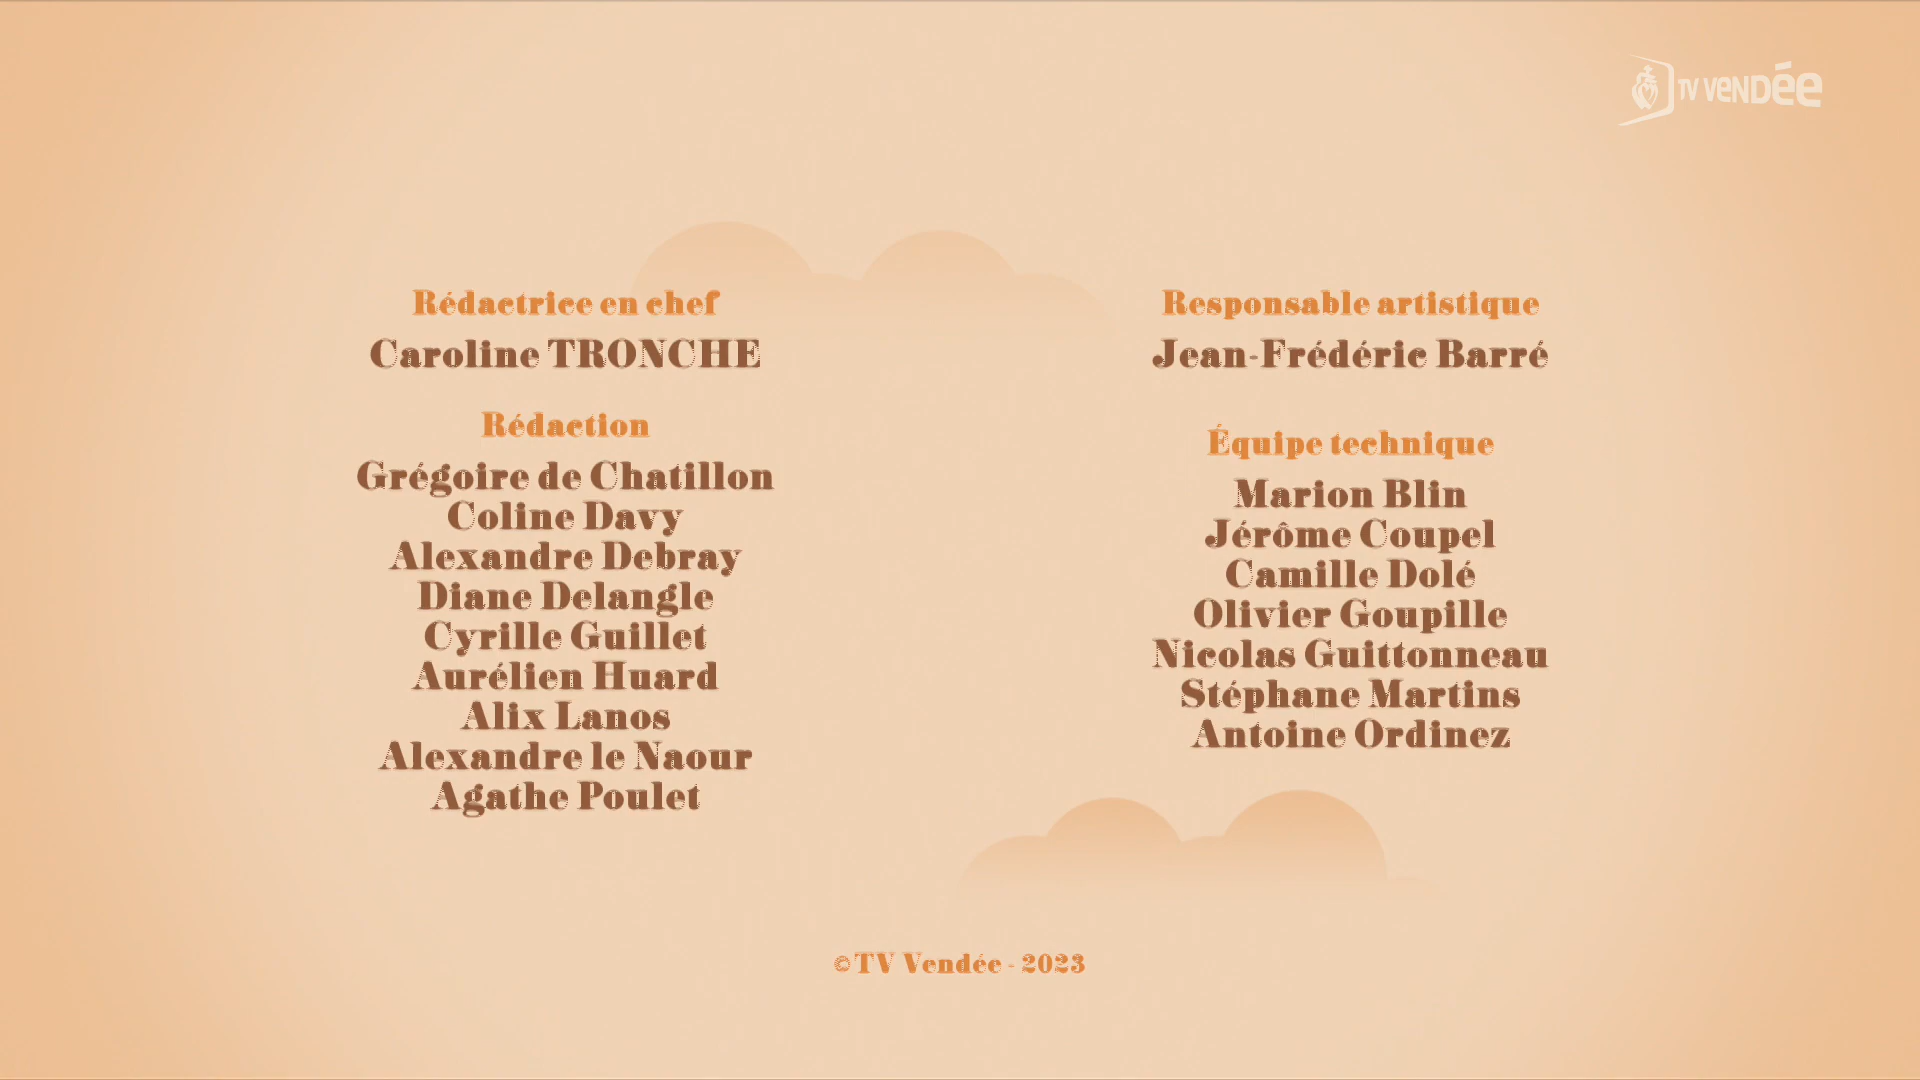 TV VENDÉE
Rédactrice en chef
Caroline TRONCHE
Rédaction
Grégoire de Chatillon
Coline Davy
Alexandre Debray
Diane Delangle
Cyrille Guillet
Aurélien Huard
Alix Lanos
Alexandre le Naour
Agathe Poulet
Responsable artistique
Jean-Frédéric Barré
Équipe technique
Marion Blin
Jérôme Coupel
Camille Dolé
Olivier Goupille
Nicolas Guittonneau
Stéphane Martins
Antoine Ordinez
©TV Vendée - 2023